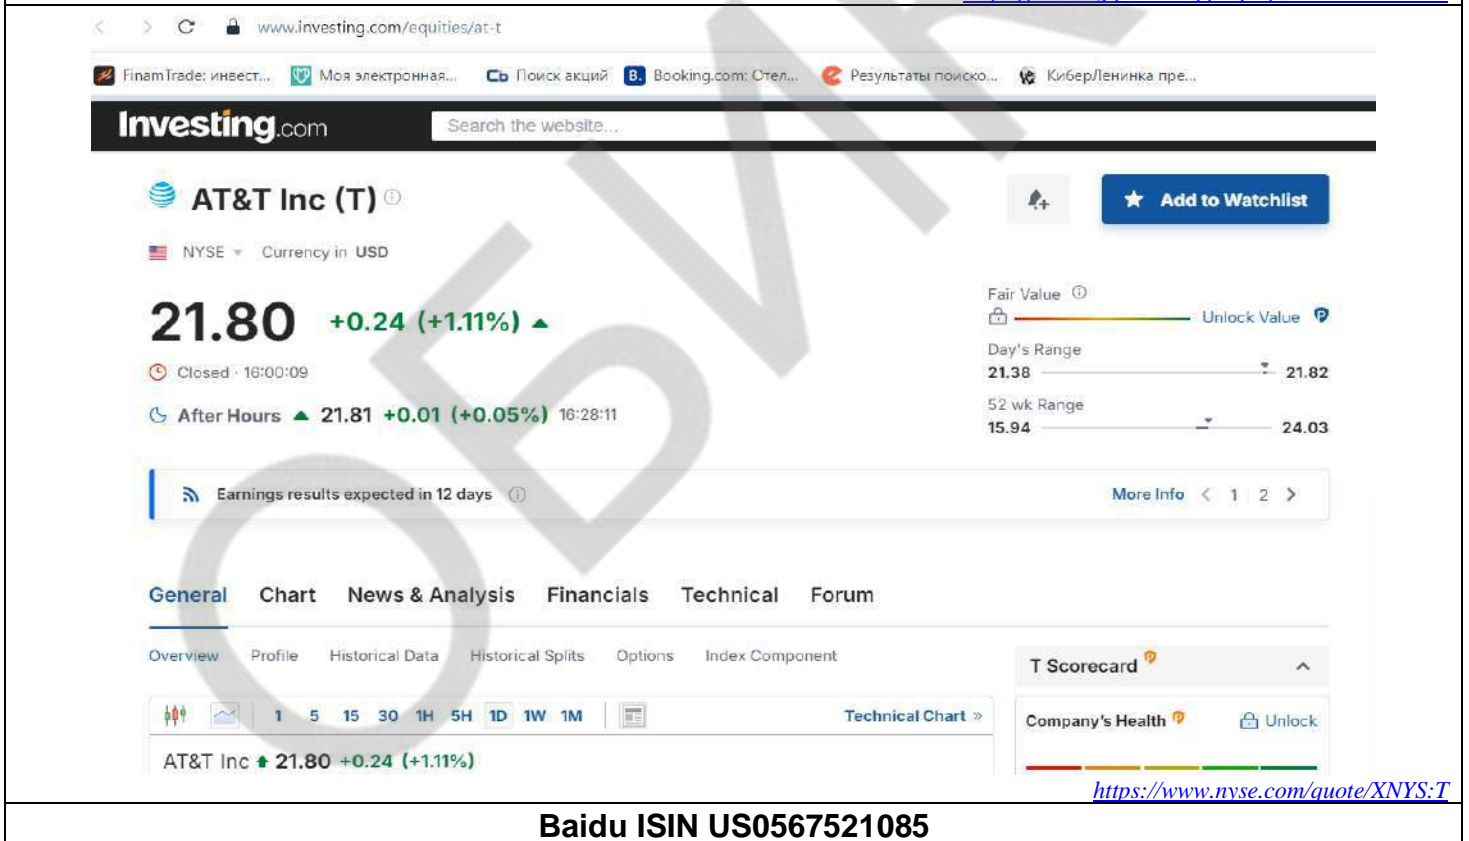 www.investing.com/equities/at-t
FinamTrade: инвест... Моя электронная... Сь Поиск акций B. Booking.com: Отел... Результаты поиско... КиберЛенинка пре...
Investing.com Search the website...
AT&T Inc (T)
Add to Watchlist
NYSE Currency in USD
Fair Value
Unlock Value
21.80 +0.24 (+1.11%)
Day's Range
21.38 21.82
Closed · 16:00:09
52 wk Range
15.94 24.03
After Hours 21.81 +0.01 (+0.05%) 16:28:11
Earnings results expected in 12 days More Info < 1 2 >
General Chart News & Analysis Financials Technical Forum
Overview Profile Historical Data Historical Splits Options Index Component
T Scorecard
1 5 15 30 1H 5H 1D 1W 1M Technical Chart »
Company's Health Unlock
AT&T Inc 21.80 +0.24 (+1.11%)
https://www.nyse.com/quote/XNYS:T
Baidu ISIN US0567521085